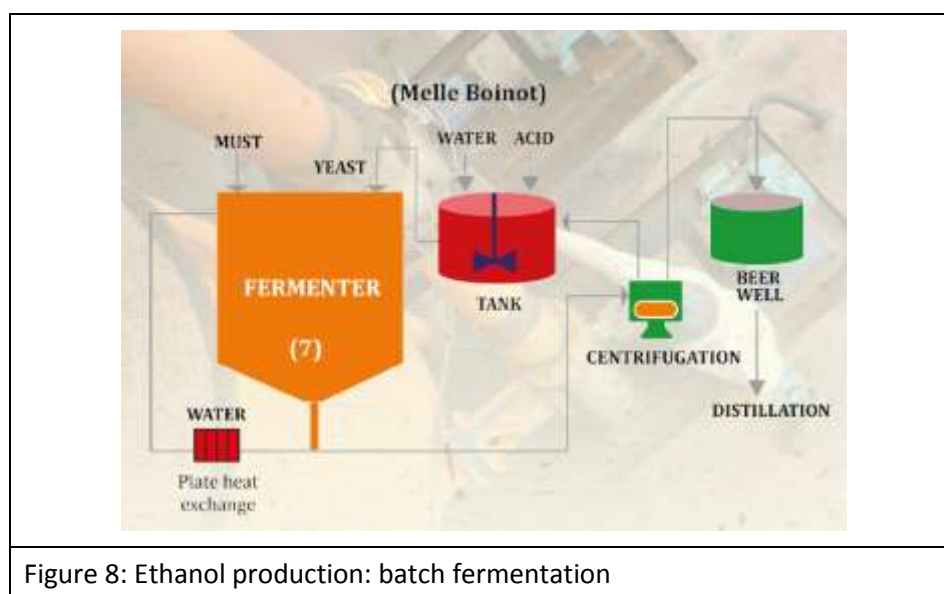 (Melle Boinot)
MUST
YEAST
WATER ACID
FERMENTER
(7)
TANK
BEER
WELL
CENTRIFUGATION
DISTILLATION
WATER
Plate heat
exchange
Figure 8: Ethanol production: batch fermentation